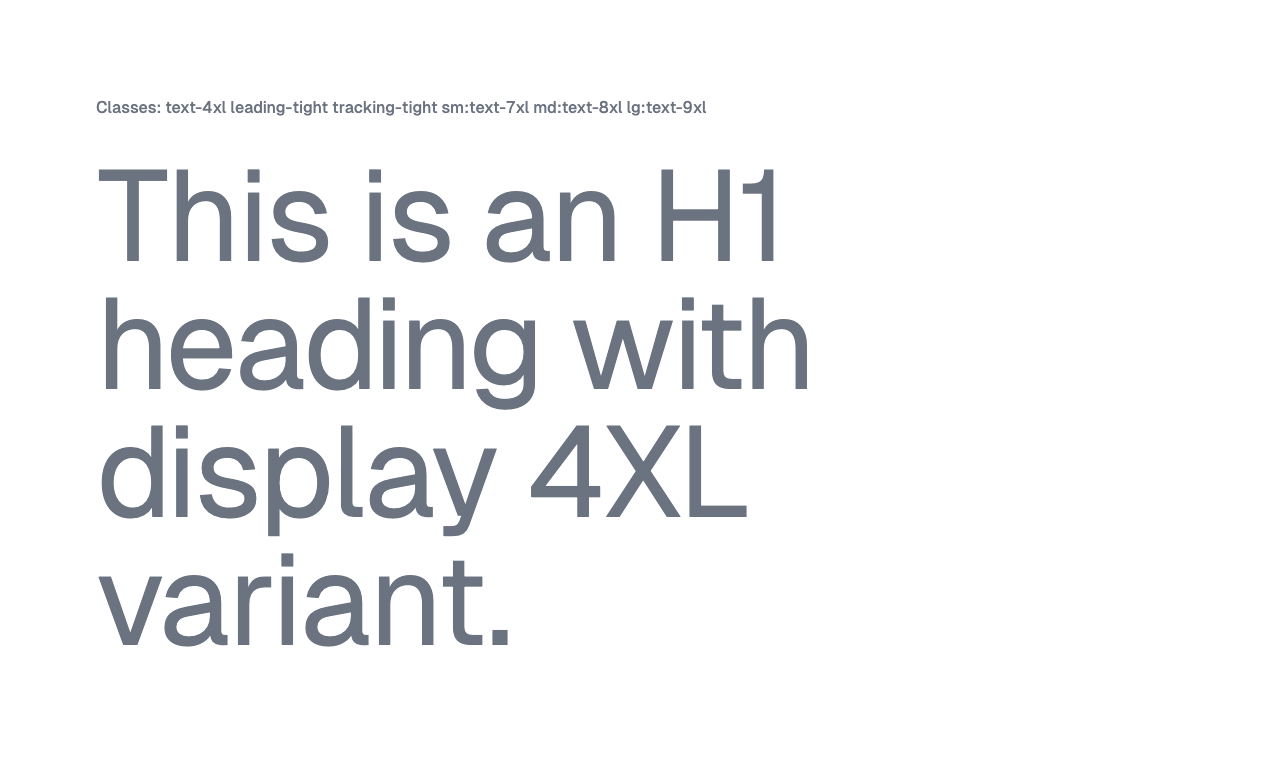 Classes: text-4xl leading-tight tracking-tight sm:text-7xl md:text-8xl lg:text-9xl
This is an H1
heading with
display 4XL
variant.